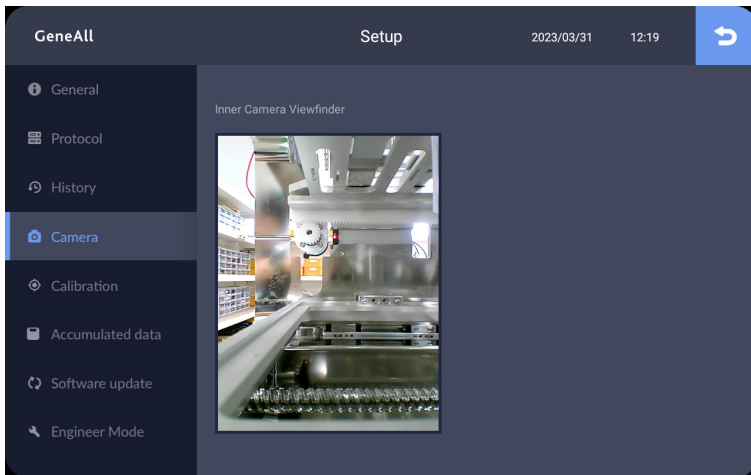 GeneAll
Setup
2023/03/31
12:19
General
Protocol
History
Camera
Calibration
Accumulated data
Software update
Engineer Mode
Inner Camera Viewfinder